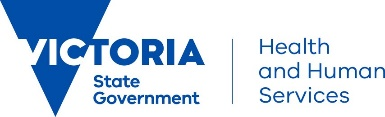 VICTORIA
State
Government
Health
and Human
Services